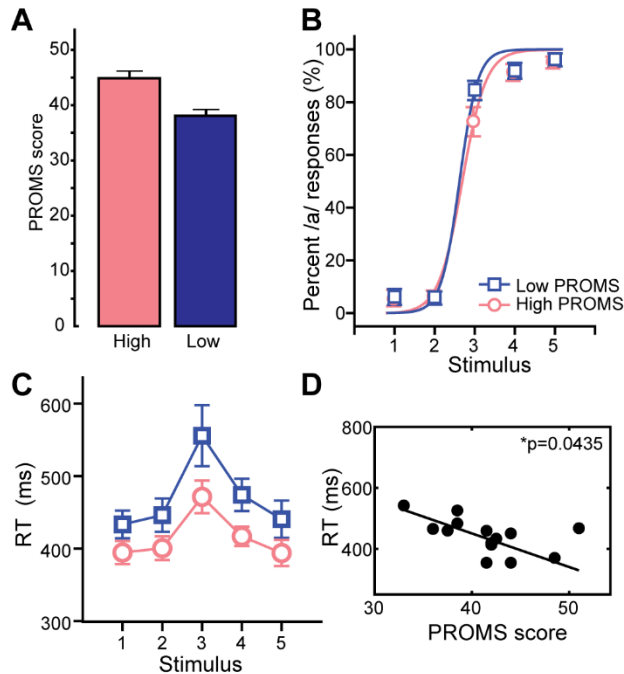 A
PROMS score
50
40
30
20
10
0
High
Low
B
Percent /a/ responses (%)
100
80
60
40
20
0
Low PROMS
High PROMS
1 2 3 4 5
Stimulus
C
RT (ms)
600
500
400
300
1 2 3 4 5
Stimulus
D
*p=0.0435
RT (ms)
800
600
400
30 40 50
PROMS score